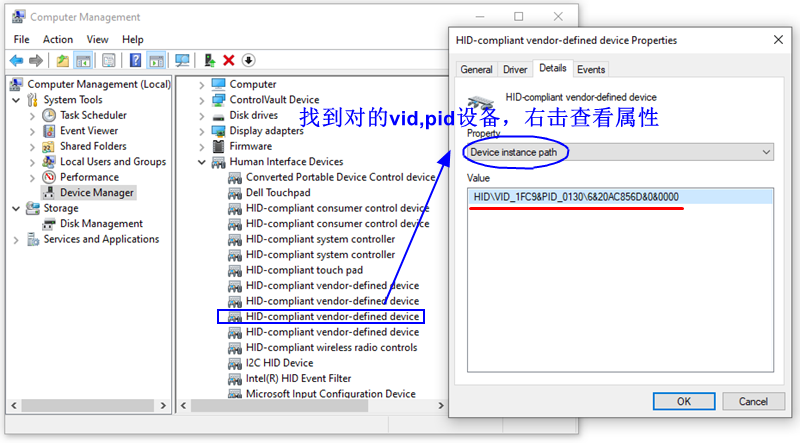 Computer Management
File Action View Help
Computer Management (Local)
System Tools
Task Scheduler
Event Viewer
Shared Folders
Local Users and Groups
Performance
Device Manager
Storage
Disk Management
Services and Applications
Computer
ControlVault Device
Disk drives
Display adapters
Firmware
Human Interface Devices
Converted Portable Device Control device
Dell Touchpad
HID-compliant consumer control device
HID-compliant consumer control device
HID-compliant system controller
HID-compliant system controller
HID-compliant touch pad
HID-compliant vendor-defined device
HID-compliant vendor-defined device
HID-compliant vendor-defined device
HID-compliant vendor-defined device
HID-compliant wireless radio controls
I2C HID Device
Intel(R) HID Event Filter
Microsoft Input Configuration Device
找到对的vid,pid设备，右击查看属性
HID-compliant vendor-defined device Properties
General Driver Details Events
HID-compliant vendor-defined device
Property
Device instance path
Value
HID\VID_1FC9&PID_0130\6&20AC856D&0&0000
OK Cancel